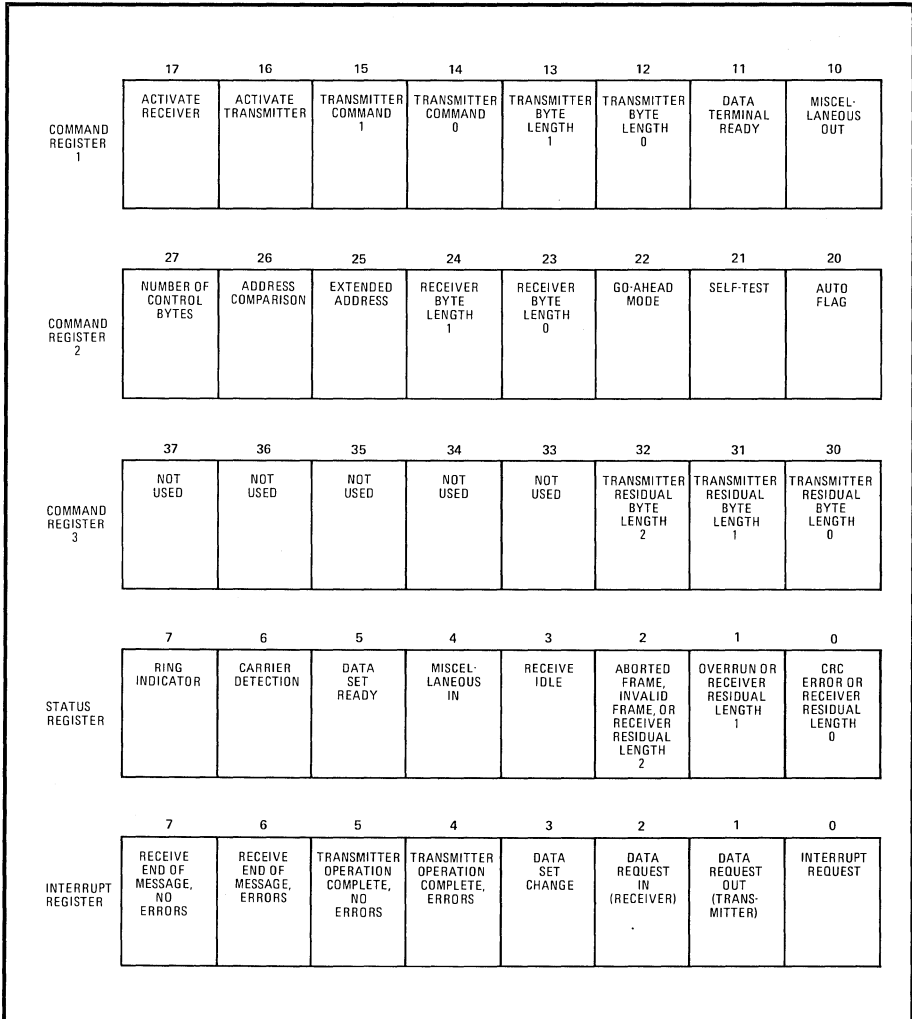 17 16 15 14 13 12 11 10
COMMAND REGISTER 1
ACTIVATE RECEIVER
ACTIVATE TRANSMITTER
TRANSMITTER COMMAND 1
TRANSMITTER COMMAND 0
TRANSMITTER BYTE LENGTH 1
TRANSMITTER BYTE LENGTH 0
DATA TERMINAL READY
MISCEL- LANEOUS OUT
27 26 25 24 23 22 21 20
COMMAND REGISTER 2
NUMBER OF CONTROL BYTES
ADDRESS COMPARISON
EXTENDED ADDRESS
RECEIVER BYTE LENGTH 1
RECEIVER BYTE LENGTH 0
GO-AHEAD MODE
SELF-TEST
AUTO FLAG
37 36 35 34 33 32 31 30
COMMAND REGISTER 3
NOT USED
NOT USED
NOT USED
NOT USED
NOT USED
TRANSMITTER RESIDUAL BYTE LENGTH 2
TRANSMITTER RESIDUAL BYTE LENGTH 1
TRANSMITTER RESIDUAL BYTE LENGTH 0
7 6 5 4 3 2 1 0
STATUS REGISTER
RING INDICATOR
CARRIER DETECTION
DATA SET READY
MISCEL- LANEOUS IN
RECEIVE IDLE
ABORTED FRAME, INVALID FRAME, OR RECEIVER RESIDUAL LENGTH 2
OVERRUN OR RECEIVER RESIDUAL LENGTH 1
CRC ERROR OR RECEIVER RESIDUAL LENGTH 0
7 6 5 4 3 2 1 0
INTERRUPT REGISTER
RECEIVE END OF MESSAGE, NO ERRORS
RECEIVE END OF MESSAGE, ERRORS
TRANSMITTER OPERATION COMPLETE, NO ERRORS
TRANSMITTER OPERATION COMPLETE, ERRORS
DATA SET CHANGE
DATA REQUEST IN (RECEIVER)
DATA REQUEST OUT (TRANS- MITTER)
INTERRUPT REQUEST